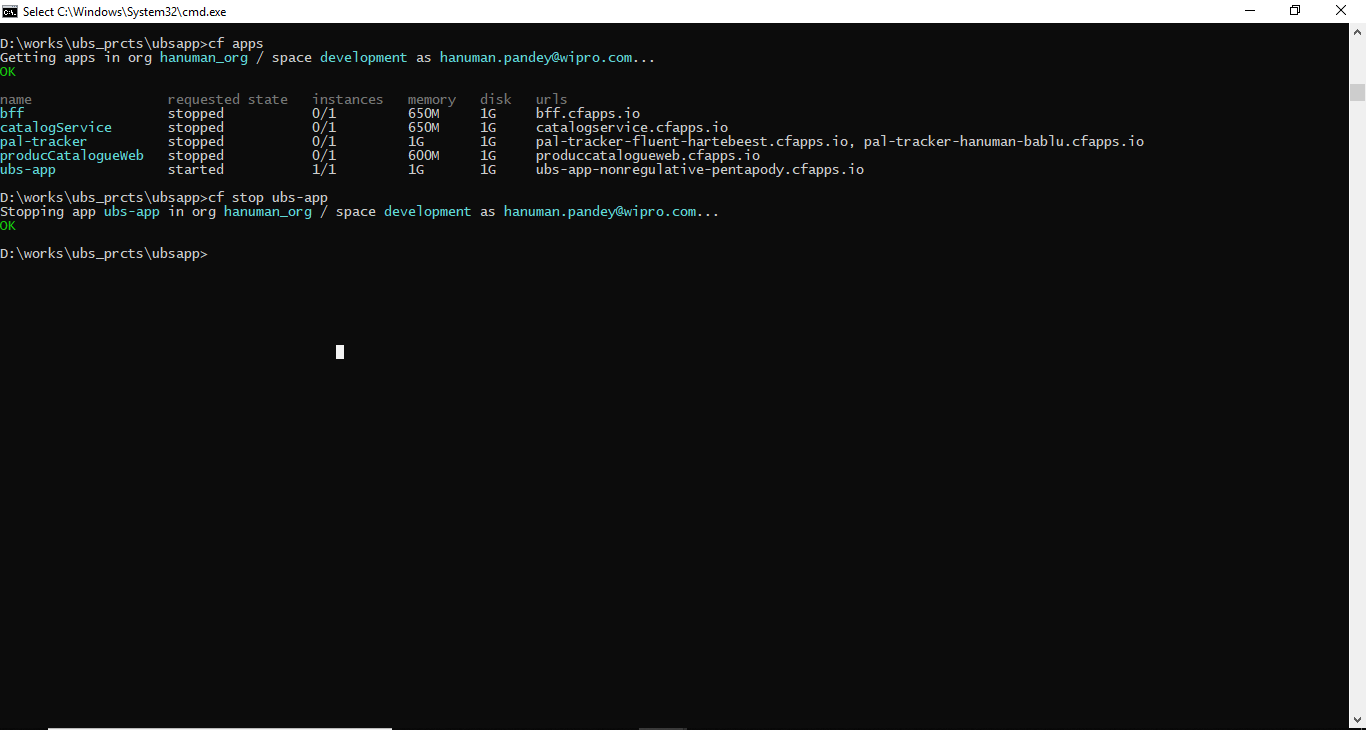 Select C:\Windows\System32\cmd.exe
D:\works\ubs_prcts\ubsapp>cf apps
Getting apps in org hanuman_org / space development as hanuman.pandey@wipro.com...
OK
name requested state instances memory disk urls
bff stopped 0/1 650M 1G bff.cfapps.io
catalogService stopped 0/1 650M 1G catalogservice.cfapps.io
pal-tracker stopped 0/1 1G 1G pal-tracker-fluent-hartebeest.cfapps.io, pal-tracker-hanuman-bablu.cfapps.io
producCatalogueWeb stopped 0/1 600M 1G produccatalogueweb.cfapps.io
ubs-app started 1/1 1G 1G ubs-app-nonregulative-pentapody.cfapps.io
D:\works\ubs_prcts\ubsapp>cf stop ubs-app
Stopping app ubs-app in org hanuman_org / space development as hanuman.pandey@wipro.com...
OK
D:\works\ubs_prcts\ubsapp>